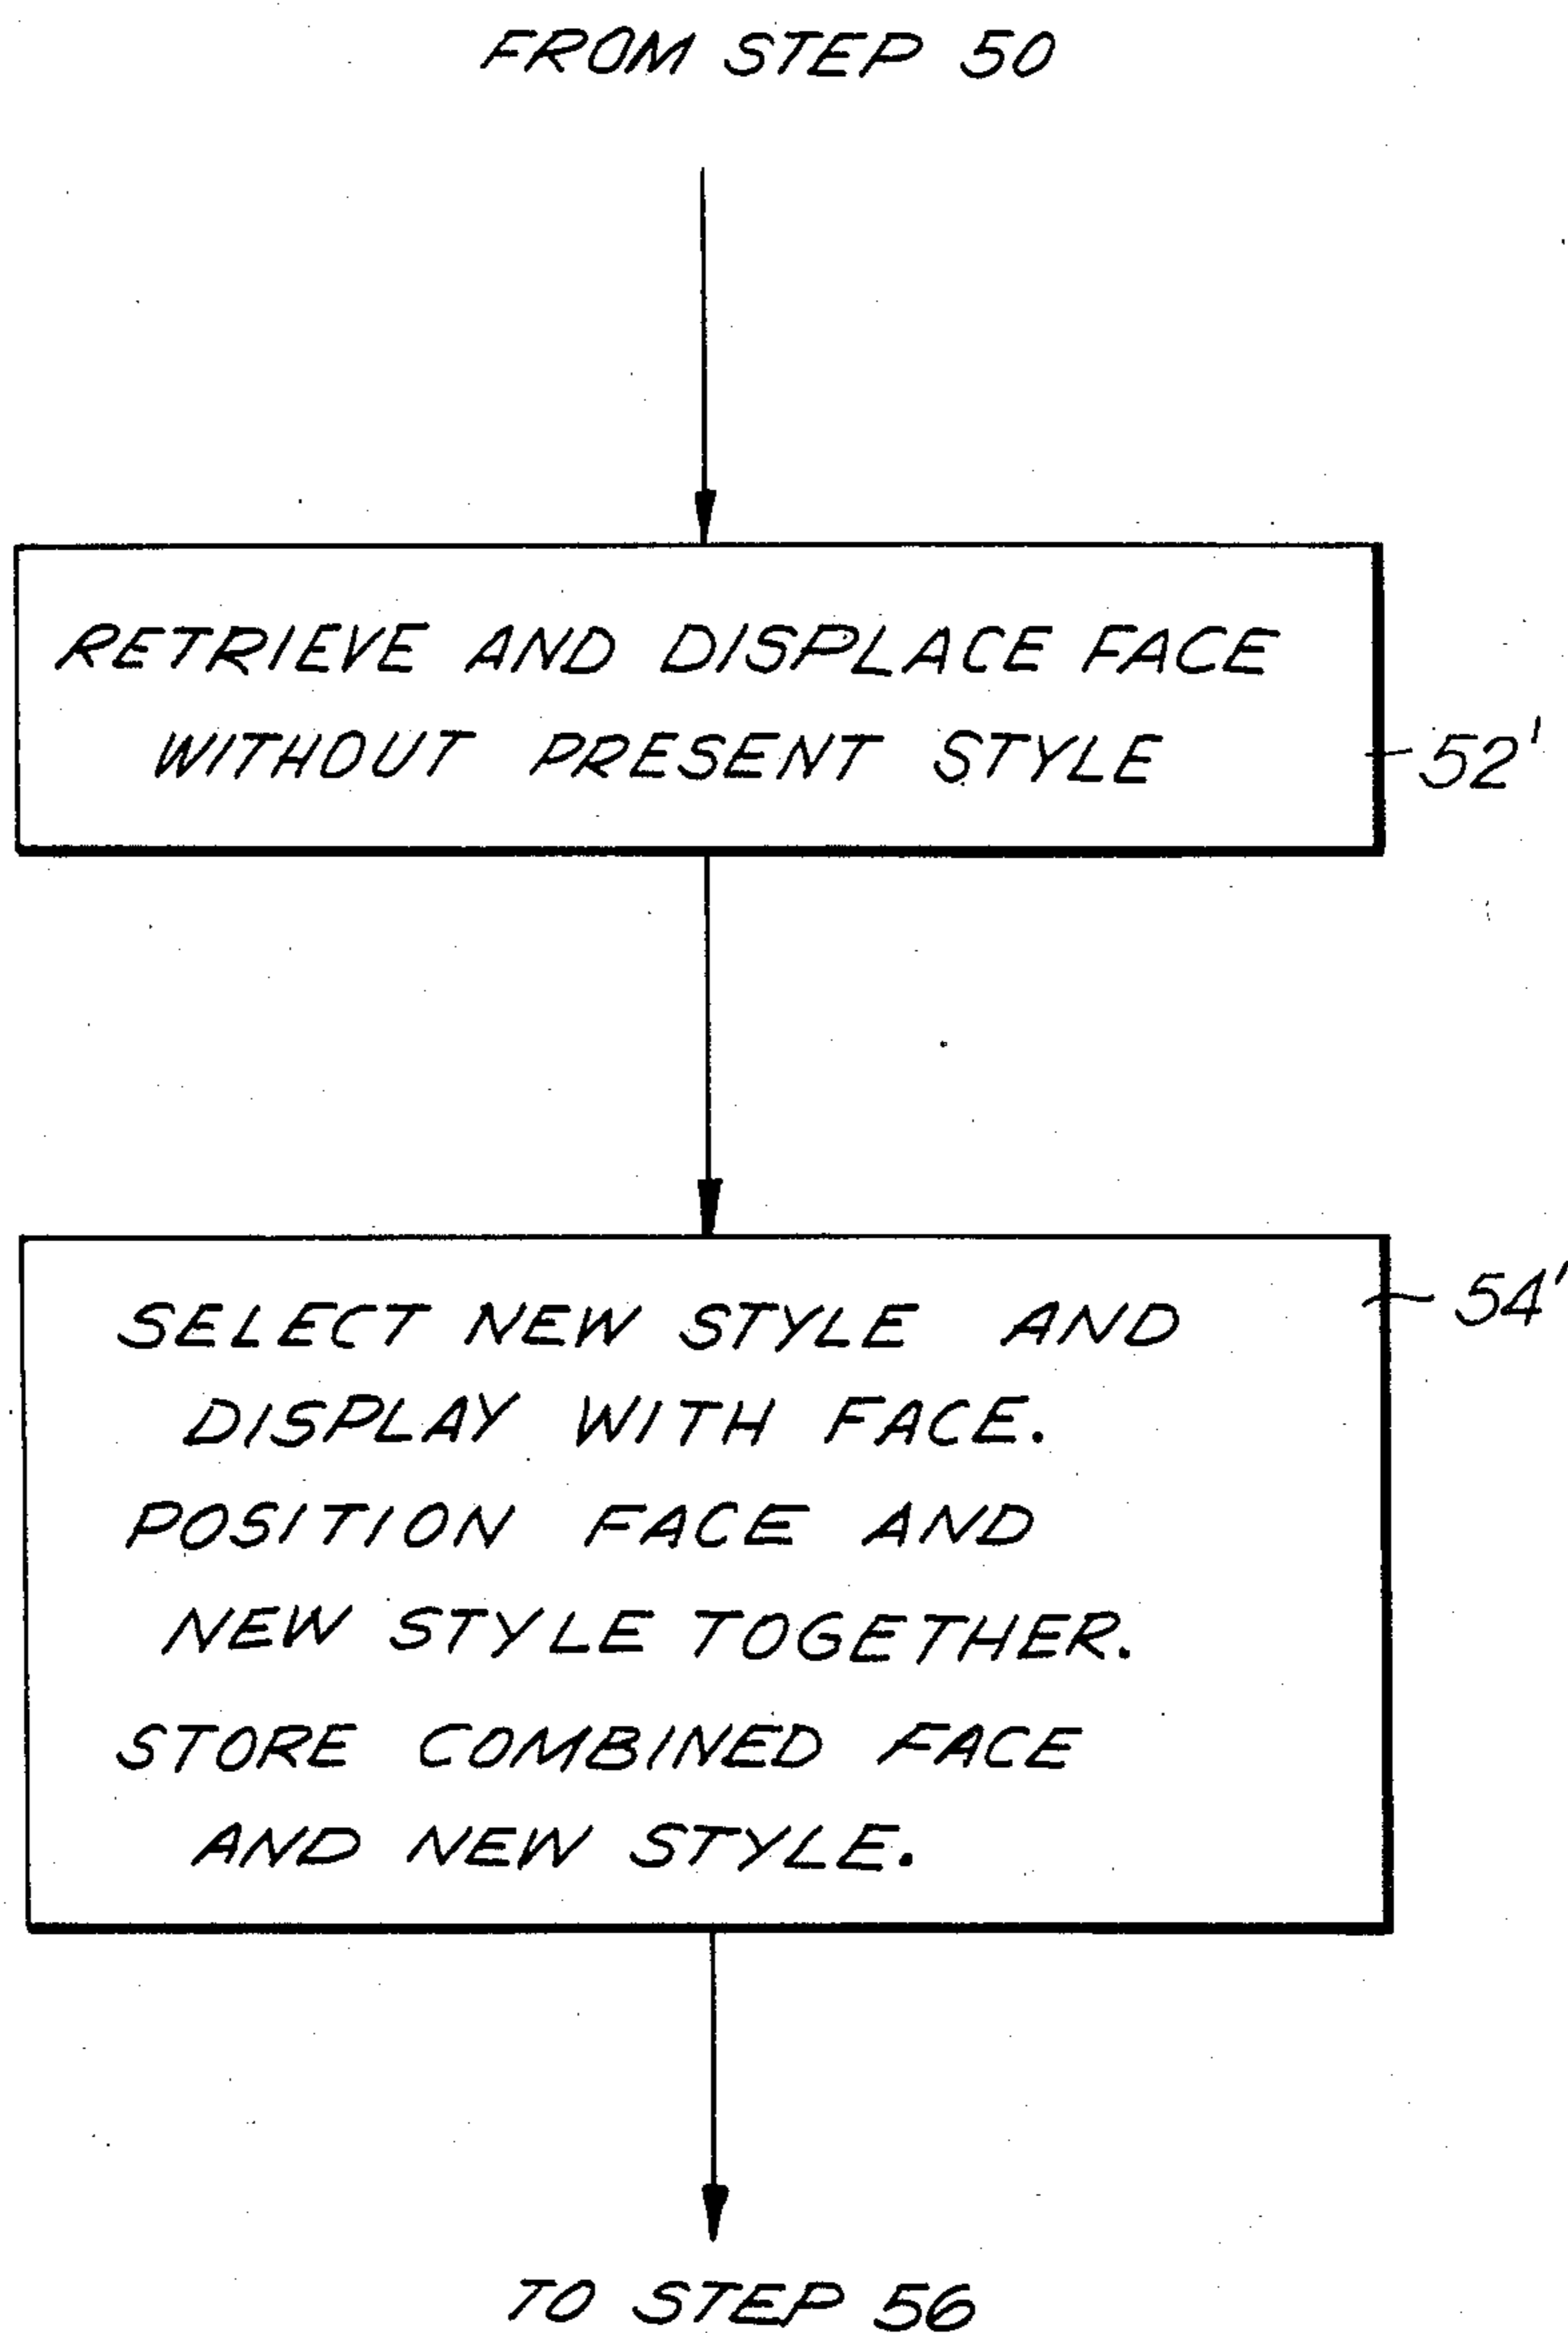 FROM STEP 50
RETRIEVE AND DISPLACE FACE
WITHOUT PRESENT STYLE
52'
SELECT NEW STYLE AND
54'
DISPLAY WITH FACE.
POSITION FACE AND
NEW STYLE TOGETHER.
STORE COMBINED FACE
AND NEW STYLE.
TO STEP 56